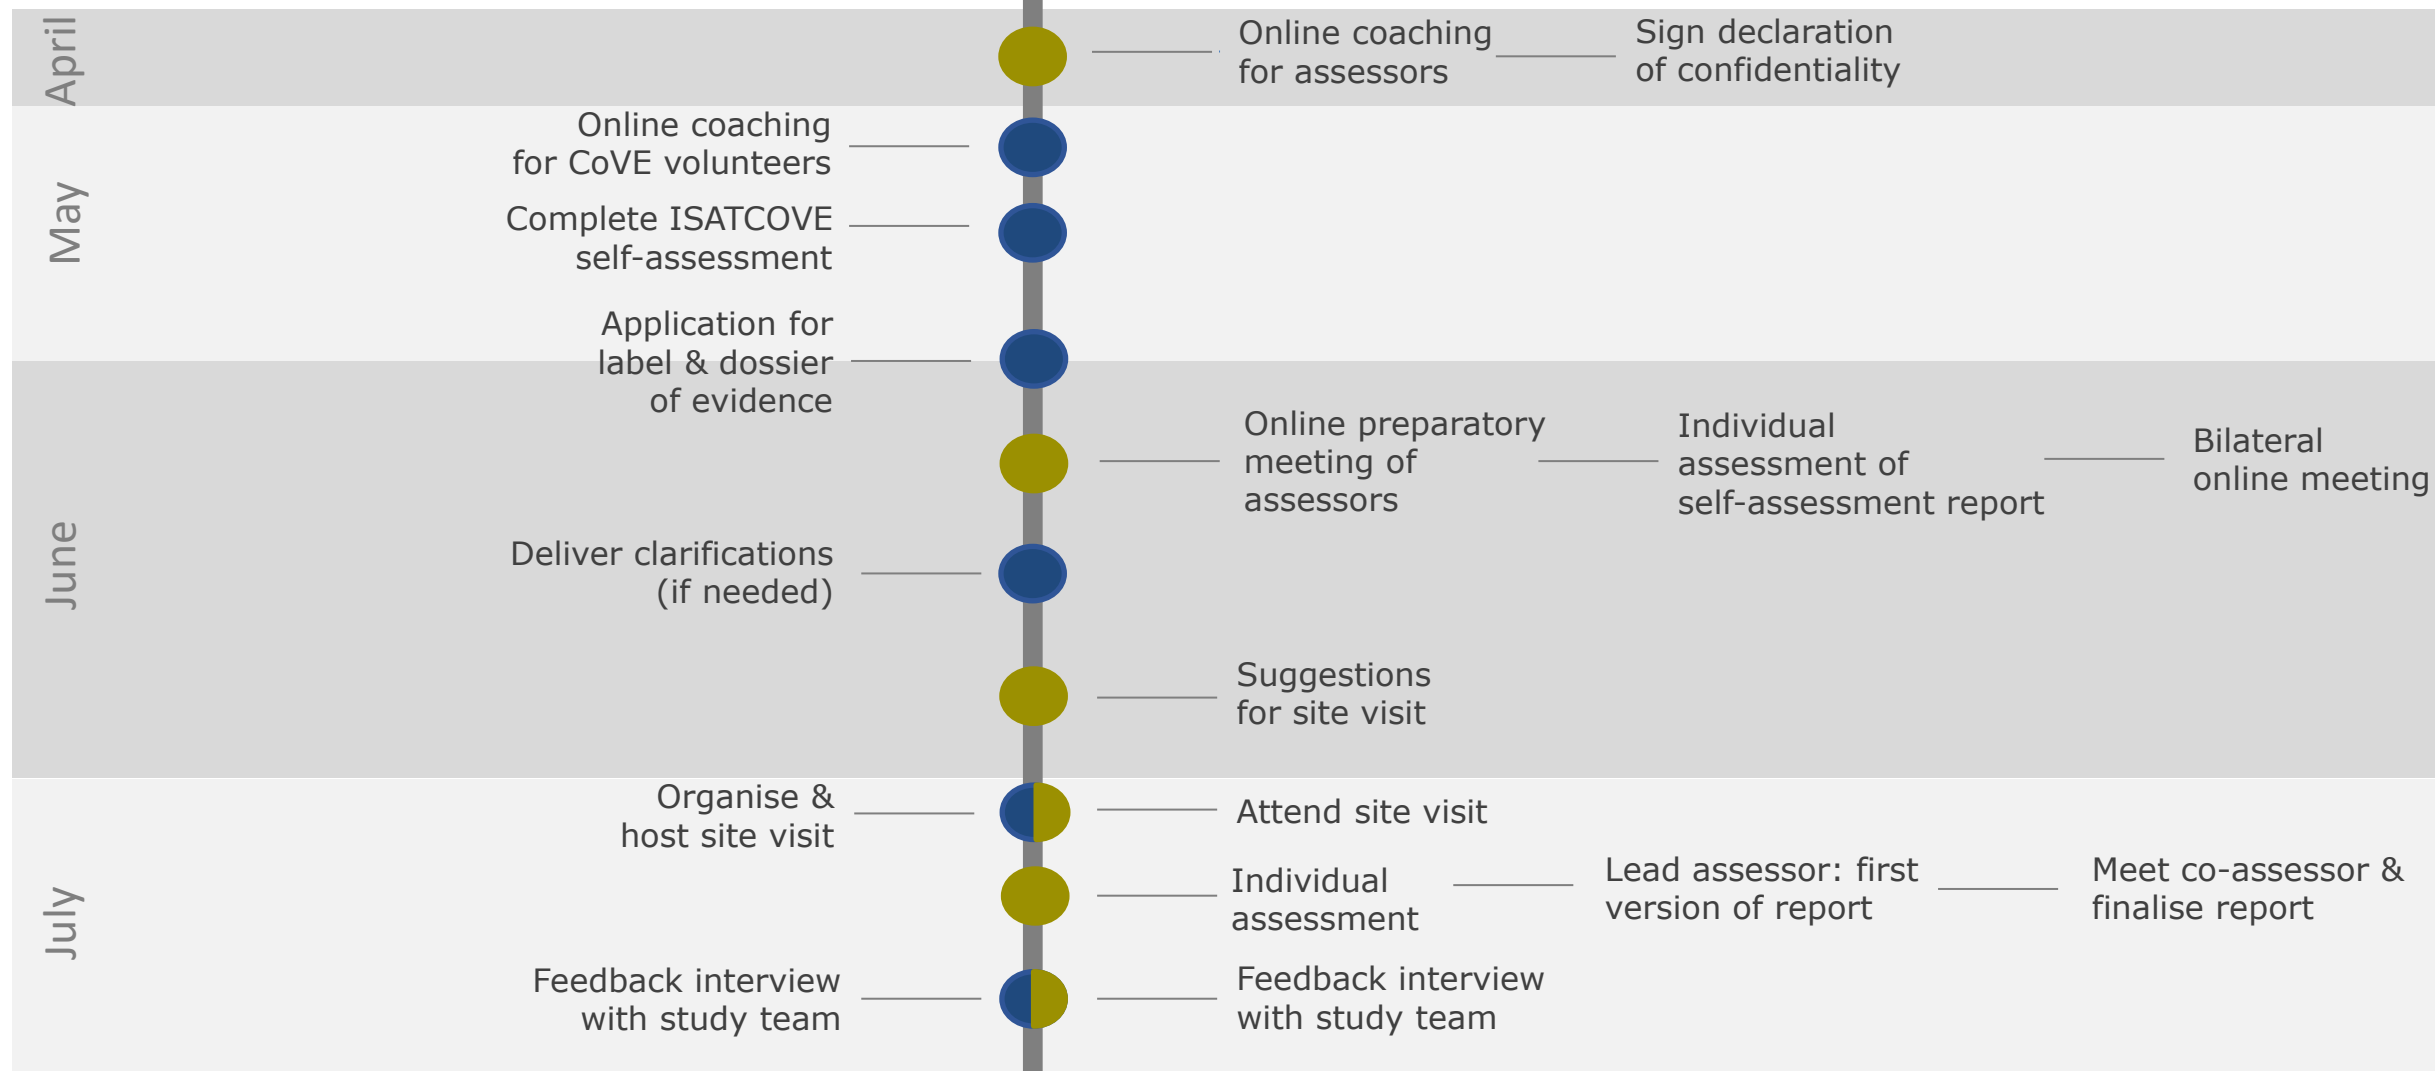 April
Online coaching
for assessors
Sign declaration
of confidentiality
May
Online coaching
for CoVE volunteers
Complete ISATCOVE
self-assessment
Application for
label & dossier
of evidence
June
Online preparatory
meeting of
assessors
Individual
assessment of
self-assessment report
Bilateral
online meeting
Deliver clarifications
(if needed)
Suggestions
for site visit
July
Organise &
host site visit
Attend site visit
Individual
assessment
Lead assessor: first
version of report
Meet co-assessor &
finalise report
Feedback interview
with study team
Feedback interview
with study team